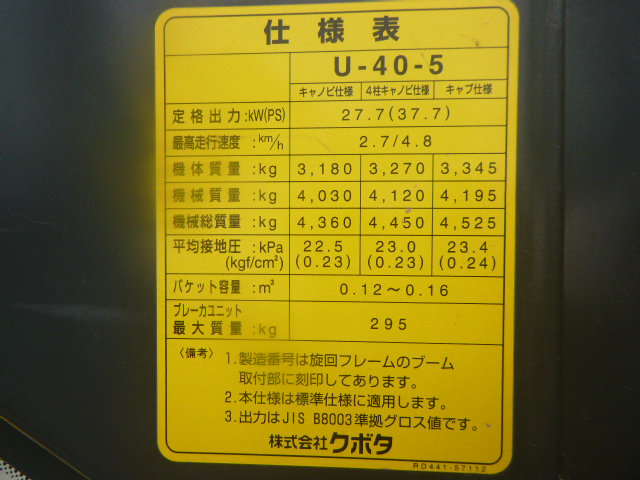 仕様表
U-40-5
キャノピ仕様 4柱キャノピ仕様 キャブ仕様
定格出力:kW(PS) 27.7(37.7)
最高走行速度:km/h 2.7/4.8
機体質量:kg 3,180 3,270 3,345
機械質量:kg 4,030 4,120 4,195
機械総質量:kg 4,360 4,450 4,525
平均接地圧:kPa 22.5 23.0 23.4
(kgf/cm²) (0.23) (0.23) (0.24)
バケット容量:m³ 0.12～0.16
ブレーカユニット
最大質量:kg 295
〈備考〉 1.製造番号は旋回フレームのブーム
取付部に刻印してあります。
2.本仕様は標準仕様に適用します。
3.出力はJIS B8003準拠グロス値です。
株式会社クボタ
RD441-57112